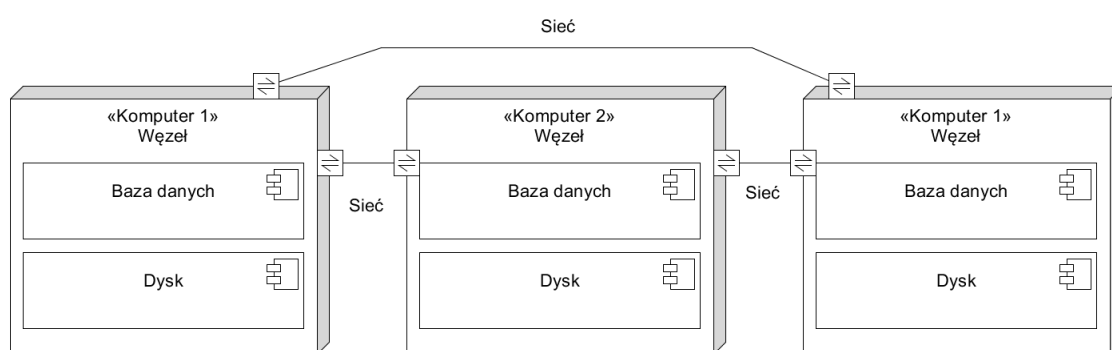 Sieć
«Komputer 1»
Węzeł
Baza danych
Dysk
Sieć
«Komputer 2»
Węzeł
Baza danych
Dysk
Sieć
«Komputer 1»
Węzeł
Baza danych
Dysk